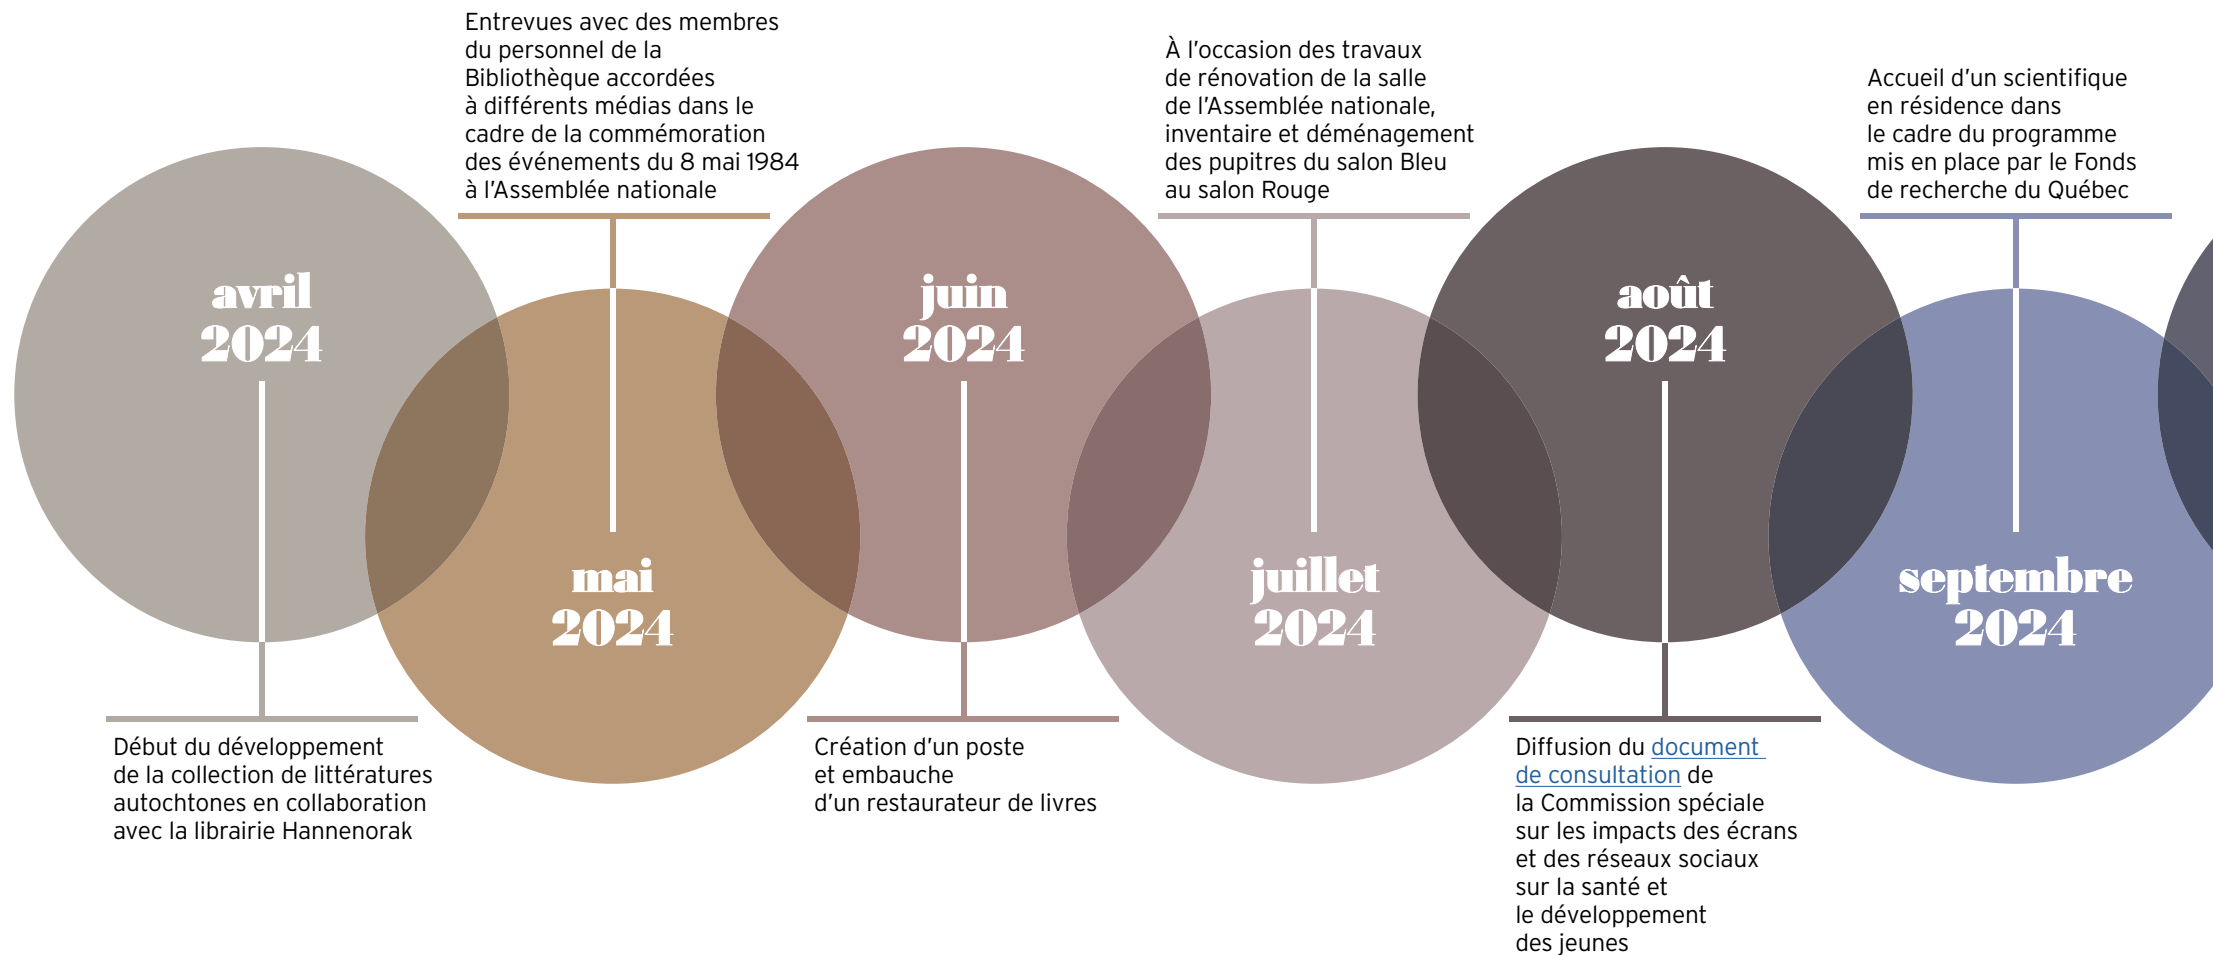 avril
2024
Début du développement
de la collection de littératures
autochtones en collaboration
avec la librairie Hannenorak
Entrevues avec des membres
du personnel de la
Bibliothèque accordées
à différents médias dans le
cadre de la commémoration
des événements du 8 mai 1984
à l’Assemblée nationale
mai
2024
juin
2024
Création d’un poste
et embauche
d’un restaurateur de livres
À l’occasion des travaux
de rénovation de la salle
de l’Assemblée nationale,
inventaire et déménagement
des pupitres du salon Bleu
au salon Rouge
juillet
2024
août
2024
Diffusion du document
de consultation de
la Commission spéciale
sur les impacts des écrans
et des réseaux sociaux
sur la santé et
le développement
des jeunes
Accueil d’un scientifique
en résidence dans
le cadre du programme
mis en place par le Fonds
de recherche du Québec
septembre
2024